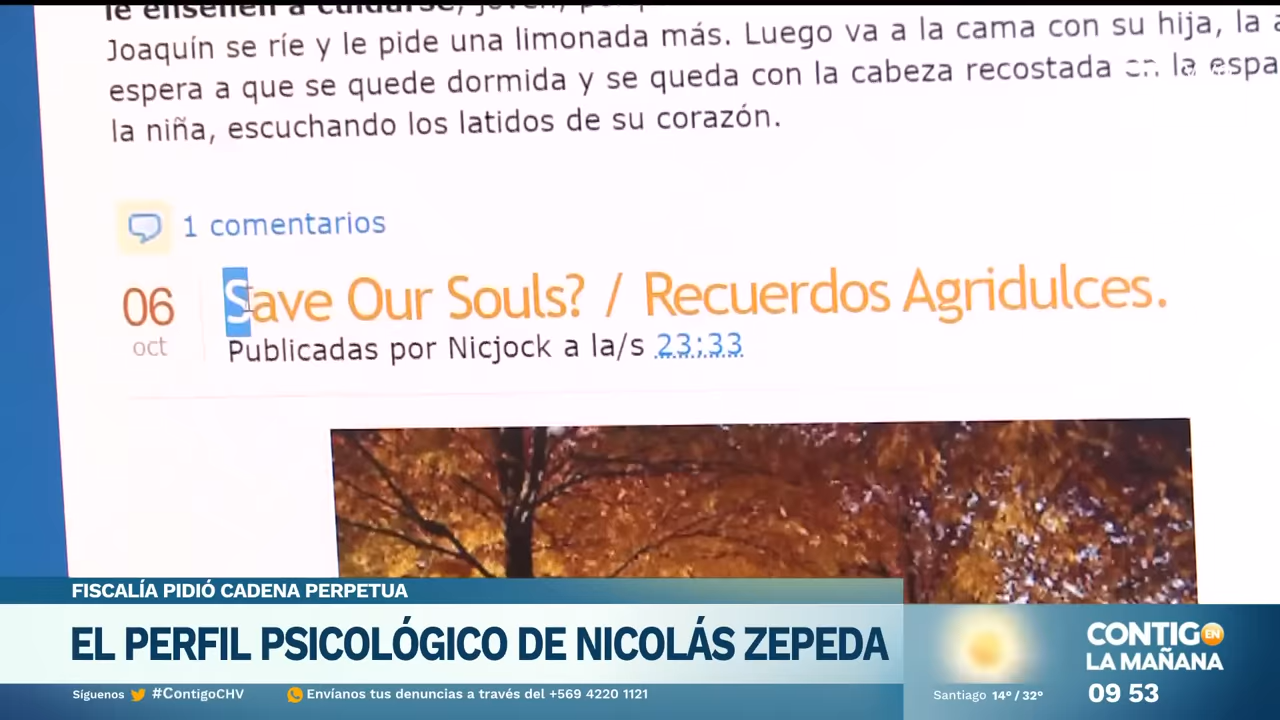 le enseñen a cuidarse, joven,
Joaquín se ríe y le pide una limonada más. Luego va a la cama con su hija, la
espera a que se quede dormida y se queda con la cabeza recostada en la espa
la niña, escuchando los latidos de su corazón.
1 comentarios
06
oct
Save Our Souls? / Recuerdos Agridulces.
Publicadas por Nicjock a la/s 23:33
FISCALÍA PIDIÓ CADENA PERPETUA
EL PERFIL PSICOLÓGICO DE NICOLÁS ZEPEDA
CONTIGO EN
LA MAÑANA
Síguenos #ContigoCHV Envíanos tus denuncias a través del +569 4220 1121
Santiago 14° / 32°
09 53